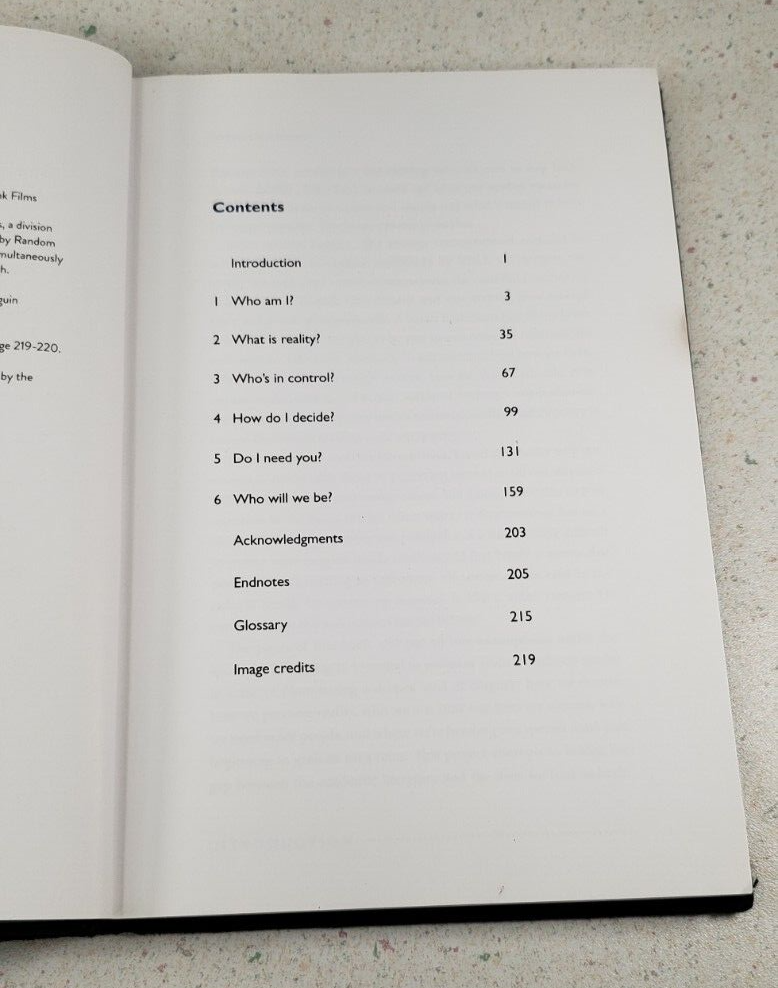 k Films
, a division
by Random
multaneously
h.
guin
ge 219-220.
by the
Contents
Introduction 1
1 Who am I? 3
2 What is reality? 35
3 Who's in control? 67
4 How do I decide? 99
5 Do I need you? 131
6 Who will we be? 159
Acknowledgments 203
Endnotes 205
Glossary 215
Image credits 219